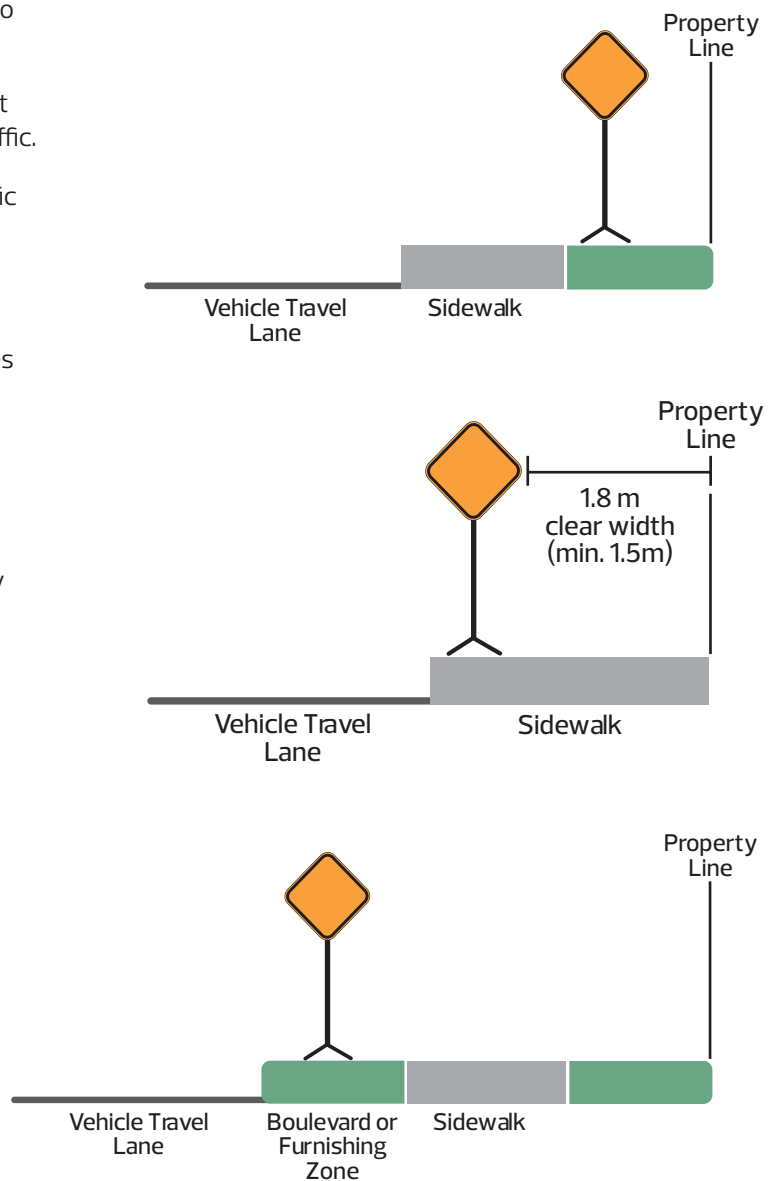 o
t
ffic.
ic
s
Property
Line
Vehicle Travel
Lane
Sidewalk
Property
Line
1.8 m
clear width
(min. 1.5m)
Vehicle Travel
Lane
Sidewalk
Property
Line
Vehicle Travel
Lane
Boulevard or
Furnishing
Zone
Sidewalk